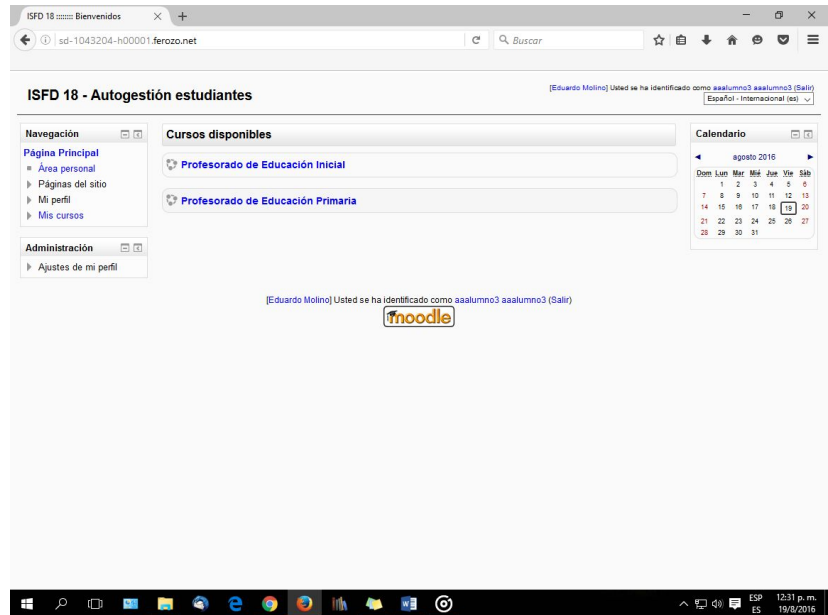 ISFD 18 :::::::: Bienvenidos
sd-1043204-h00001.ferozo.net
Buscar
ISFD 18 - Autogestión estudiantes
[Eduardo Molino] Usted se ha identificado como aaalumno3 aaalumno3 (Salir)
Español - Internacional (es)
Navegación
Página Principal
Área personal
Páginas del sitio
Mi perfil
Mis cursos
Administración
Ajustes de mi perfil
Cursos disponibles
Profesorado de Educación Inicial
Profesorado de Educación Primaria
Calendario
agosto 2016
Dom Lun Mar Mié Jue Vie Sáb
1 2 3 4 5 6
7 8 9 10 11 12 13
14 15 16 17 18 19 20
21 22 23 24 25 26 27
28 29 30 31
[Eduardo Molino] Usted se ha identificado como aaalumno3 aaalumno3 (Salir)
moodle
ESP
ES
12:31 p. m.
19/8/2016